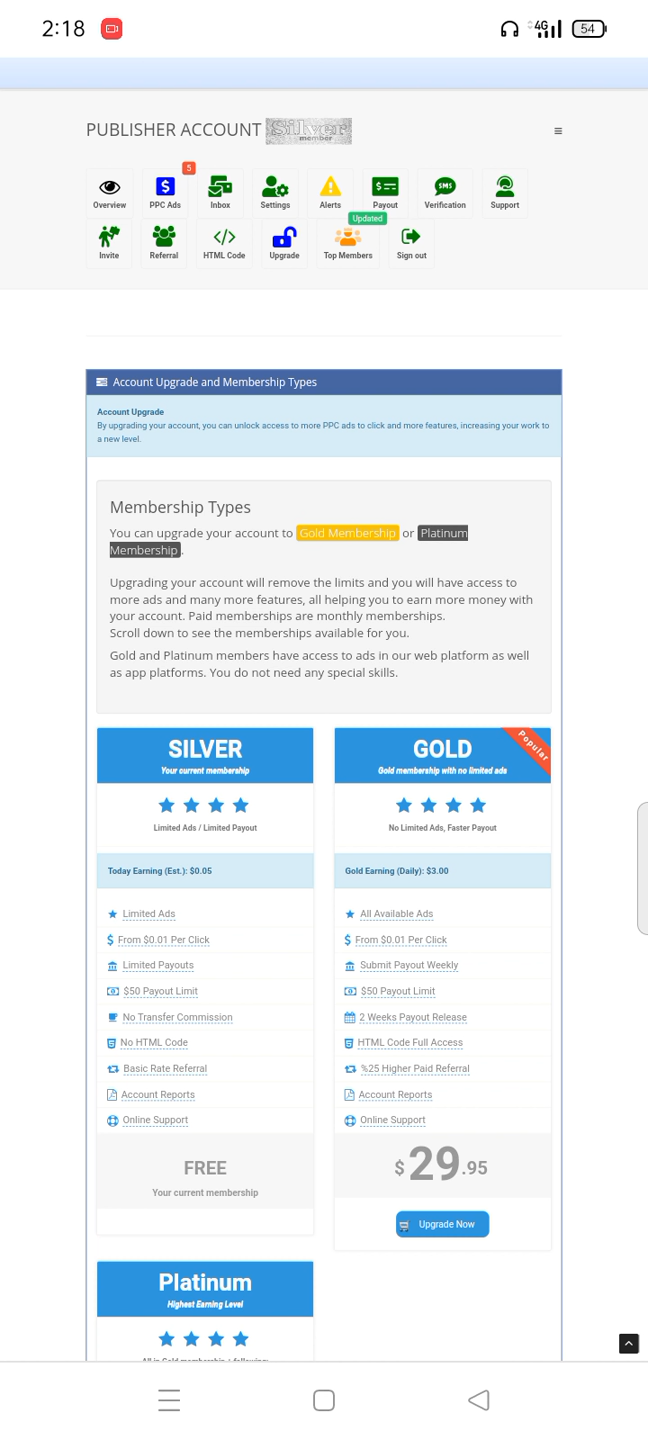 2:18
4G
54
PUBLISHER ACCOUNT Silver member
5
Overview
PPC Ads
Inbox
Settings
Alerts
Payout
SMS
Verification
Support
Updated
Invite
Referral
HTML Code
Upgrade
Top Members
Sign out
Account Upgrade and Membership Types
Account Upgrade
By upgrading your account, you can unlock access to more PPC ads to click and more features, increasing your work to
a new level.
Membership Types
You can upgrade your account to Gold Membership or Platinum
Membership.
Upgrading your account will remove the limits and you will have access to
more ads and many more features, all helping you to earn more money with
your account. Paid memberships are monthly memberships.
Scroll down to see the memberships available for you.
Gold and Platinum members have access to ads in our web platform as well
as app platforms. You do not need any special skills.
SILVER
Your current membership
Limited Ads / Limited Payout
Today Earning (Est.): $0.05
Limited Ads
From $0.01 Per Click
Limited Payouts
$50 Payout Limit
No Transfer Commission
No HTML Code
Basic Rate Referral
Account Reports
Online Support
FREE
Your current membership
GOLD
Popular
Gold membership with no limited ads
No Limited Ads, Faster Payout
Gold Earning (Daily): $3.00
All Available Ads
From $0.01 Per Click
Submit Payout Weekly
$50 Payout Limit
2 Weeks Payout Release
HTML Code Full Access
%25 Higher Paid Referral
Account Reports
Online Support
$29.95
Upgrade Now
Platinum
Highest Earning Level